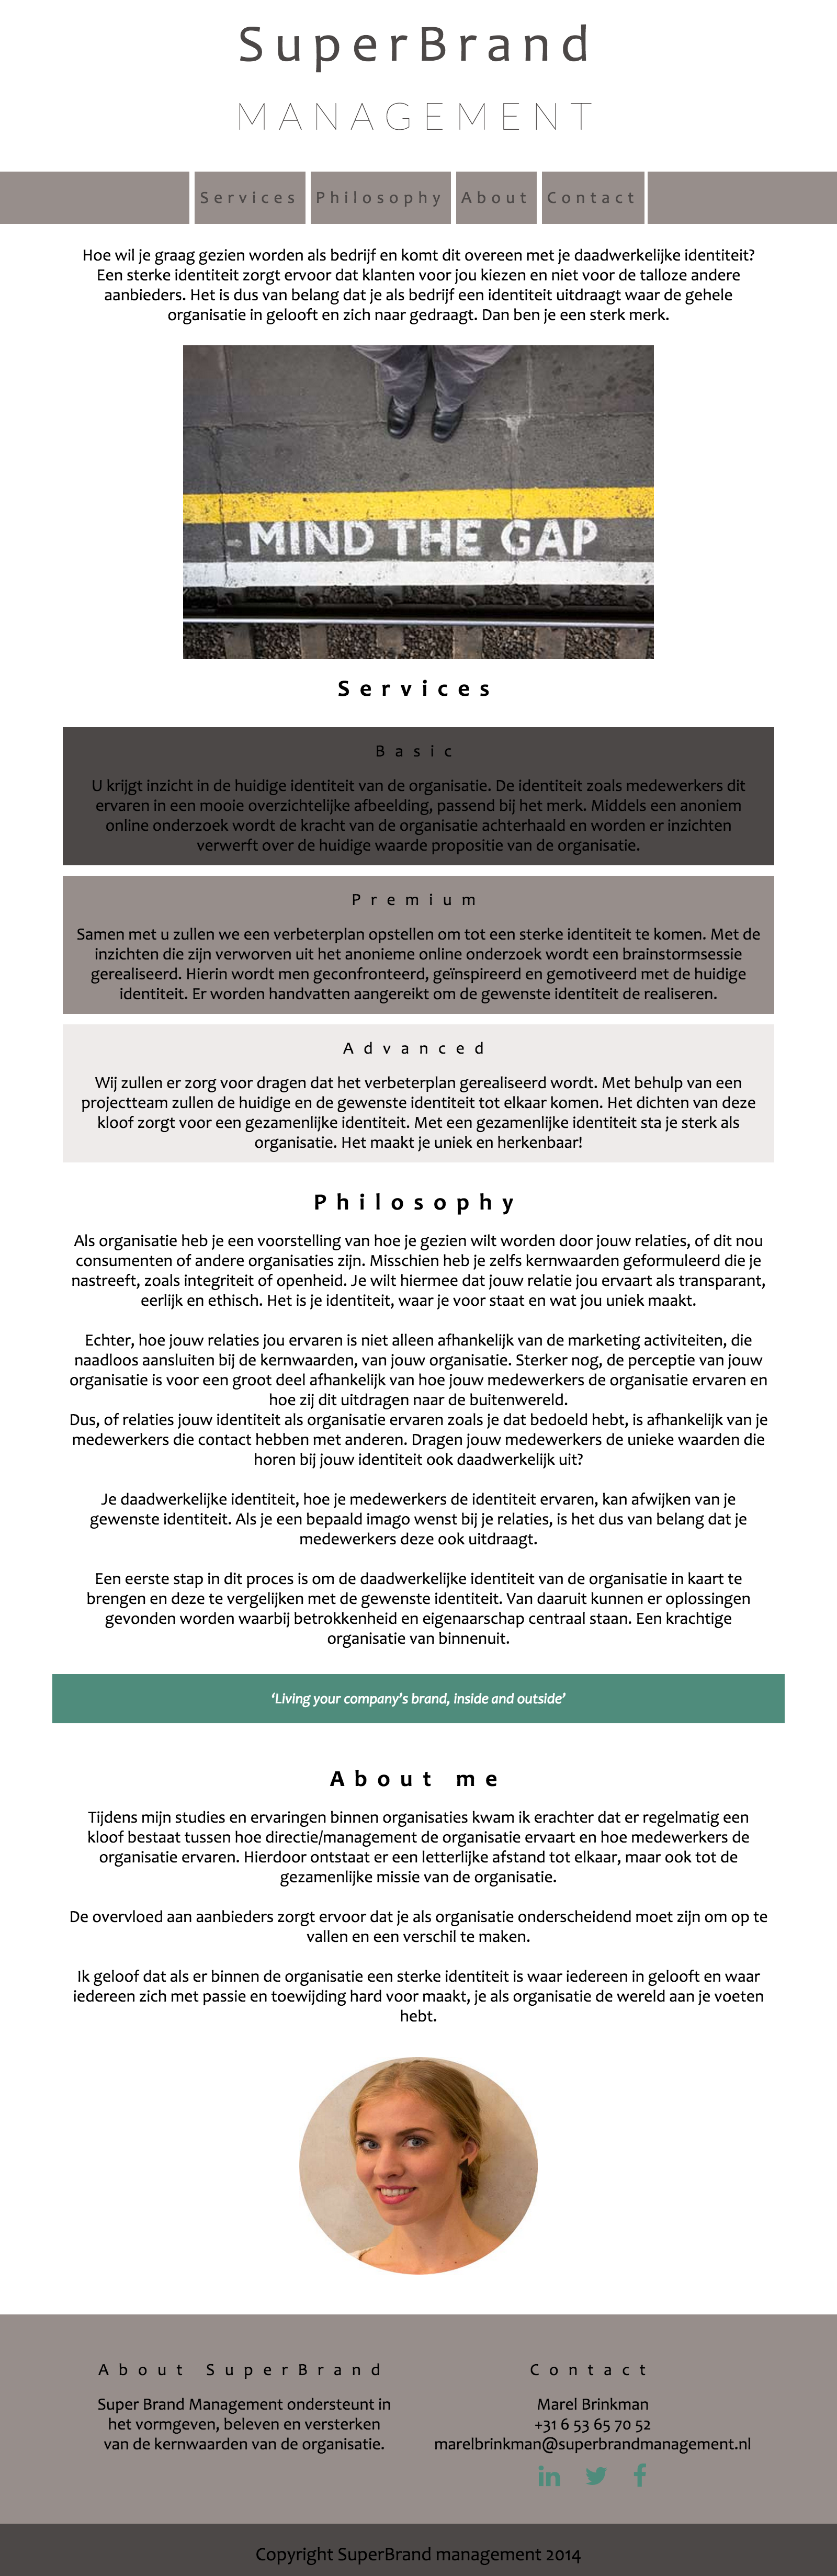 SuperBrand
MANAGEMENT
Services Philosophy About Contact
Hoe wil je graag gezien worden als bedrijf en komt dit overeen met je daadwerkelijke identiteit?
Een sterke identiteit zorgt ervoor dat klanten voor jou kiezen en niet voor de talloze andere
aanbieders. Het is dus van belang dat je als bedrijf een identiteit uitdraagt waar de gehele
organisatie in gelooft en zich naar gedraagt. Dan ben je een sterk merk.
MIND THE GAP
Services
Basic
U krijgt inzicht in de huidige identiteit van de organisatie. De identiteit zoals medewerkers dit
ervaren in een mooie overzichtelijke afbeelding, passend bij het merk. Middels een anoniem
online onderzoek wordt de kracht van de organisatie achterhaald en worden er inzichten
verwerft over de huidige waarde propositie van de organisatie.
Premium
Samen met u zullen we een verbeterplan opstellen om tot een sterke identiteit te komen. Met de
inzichten die zijn verworven uit het anonieme online onderzoek wordt een brainstormsessie
gerealiseerd. Hierin wordt men geconfronteerd, geïnspireerd en gemotiveerd met de huidige
identiteit. Er worden handvatten aangereikt om de gewenste identiteit de realiseren.
Advanced
Wij zullen er zorg voor dragen dat het verbeterplan gerealiseerd wordt. Met behulp van een
projectteam zullen de huidige en de gewenste identiteit tot elkaar komen. Het dichten van deze
kloof zorgt voor een gezamenlijke identiteit. Met een gezamenlijke identiteit sta je sterk als
organisatie. Het maakt je uniek en herkenbaar!
Philosophy
Als organisatie heb je een voorstelling van hoe je gezien wilt worden door jouw relaties, of dit nou
consumenten of andere organisaties zijn. Misschien heb je zelfs kernwaarden geformuleerd die je
nastreeft, zoals integriteit of openheid. Je wilt hiermee dat jouw relatie jou ervaart als transparant,
eerlijk en ethisch. Het is je identiteit, waar je voor staat en wat jou uniek maakt.
Echter, hoe jouw relaties jou ervaren is niet alleen afhankelijk van de marketing activiteiten, die
naadloos aansluiten bij de kernwaarden, van jouw organisatie. Sterker nog, de perceptie van jouw
organisatie is voor een groot deel afhankelijk van hoe jouw medewerkers de organisatie ervaren en
hoe zij dit uitdragen naar de buitenwereld.
Dus, of relaties jouw identiteit als organisatie ervaren zoals je dat bedoeld hebt, is afhankelijk van je
medewerkers die contact hebben met anderen. Dragen jouw medewerkers de unieke waarden die
horen bij jouw identiteit ook daadwerkelijk uit?
Je daadwerkelijke identiteit, hoe je medewerkers de identiteit ervaren, kan afwijken van je
gewenste identiteit. Als je een bepaald imago wenst bij je relaties, is het dus van belang dat je
medewerkers deze ook uitdraagt.
Een eerste stap in dit proces is om de daadwerkelijke identiteit van de organisatie in kaart te
brengen en deze te vergelijken met de gewenste identiteit. Van daaruit kunnen er oplossingen
gevonden worden waarbij betrokkenheid en eigenaarschap centraal staan. Een krachtige
organisatie van binnenuit.
‘Living your company’s brand, inside and outside’
About me
Tijdens mijn studies en ervaringen binnen organisaties kwam ik erachter dat er regelmatig een
kloof bestaat tussen hoe directie/management de organisatie ervaart en hoe medewerkers de
organisatie ervaren. Hierdoor ontstaat er een letterlijke afstand tot elkaar, maar ook tot de
gezamenlijke missie van de organisatie.
De overvloed aan aanbieders zorgt ervoor dat je als organisatie onderscheidend moet zijn om op te
vallen en een verschil te maken.
Ik geloof dat als er binnen de organisatie een sterke identiteit is waar iedereen in gelooft en waar
iedereen zich met passie en toewijding hard voor maakt, je als organisatie de wereld aan je voeten
hebt.
About SuperBrand
Super Brand Management ondersteunt in
het vormgeven, beleven en versterken
van de kernwaarden van de organisatie.
Contact
Marel Brinkman
+31 6 53 65 70 52
marelbrinkman@superbrandmanagement.nl
Copyright SuperBrand management 2014